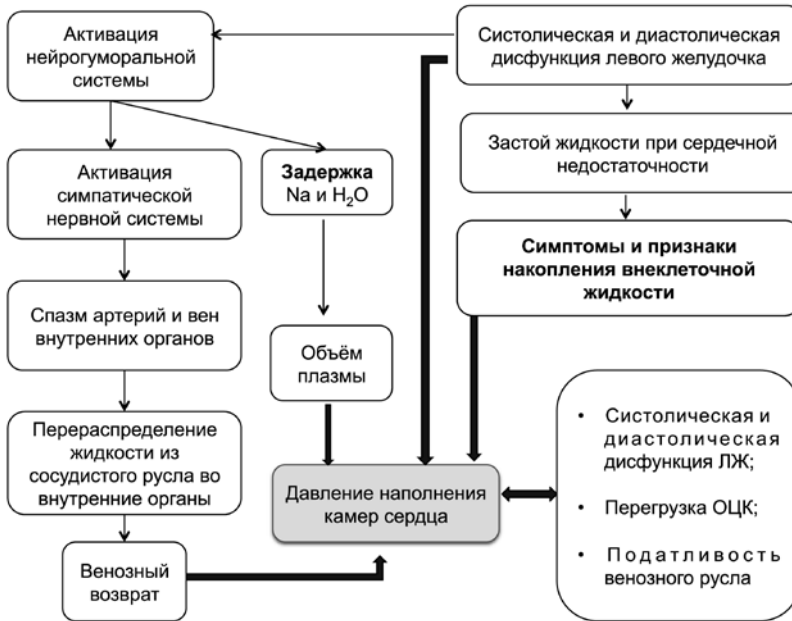 Активация
нейрогуморальной
системы
Систолическая и диастолическая
дисфункция левого желудочка
Застой жидкости при сердечной
недостаточности
Активация
симпатической
нервной системы
Задержка
Na и H₂O
Симптомы и признаки
накопления внеклеточной
жидкости
Спазм артерий и вен
внутренних органов
Объём
плазмы
Перераспределение
жидкости из
сосудистого русла во
внутренние органы
Давление наполнения
камер сердца
• Систолическая и
диастолическая
дисфункция ЛЖ;
• Перегрузка ОЦК;
• Податливость
венозного русла
Венозный
возврат